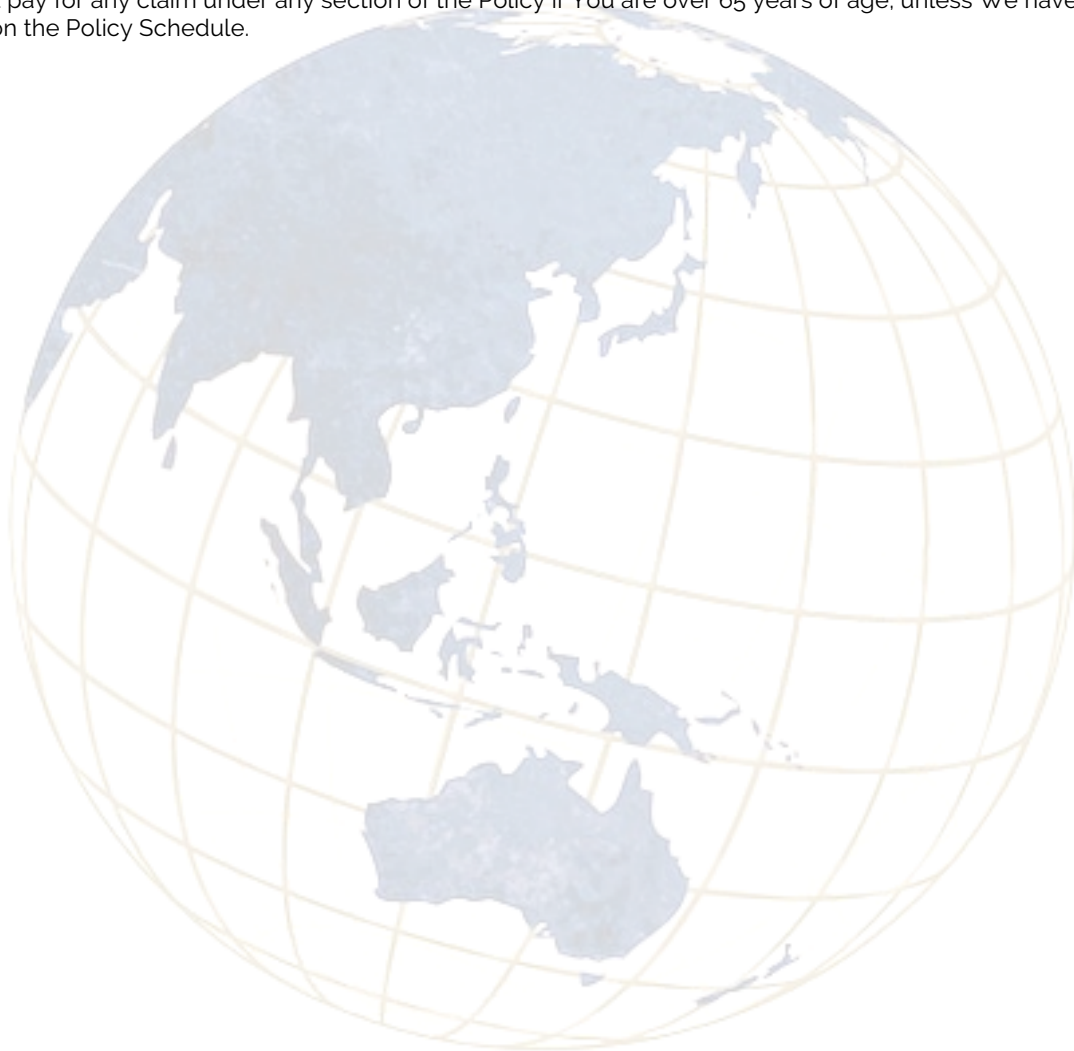 pay for any claim under any section of the Policy if You are over 65 years of age, unless We have
on the Policy Schedule.